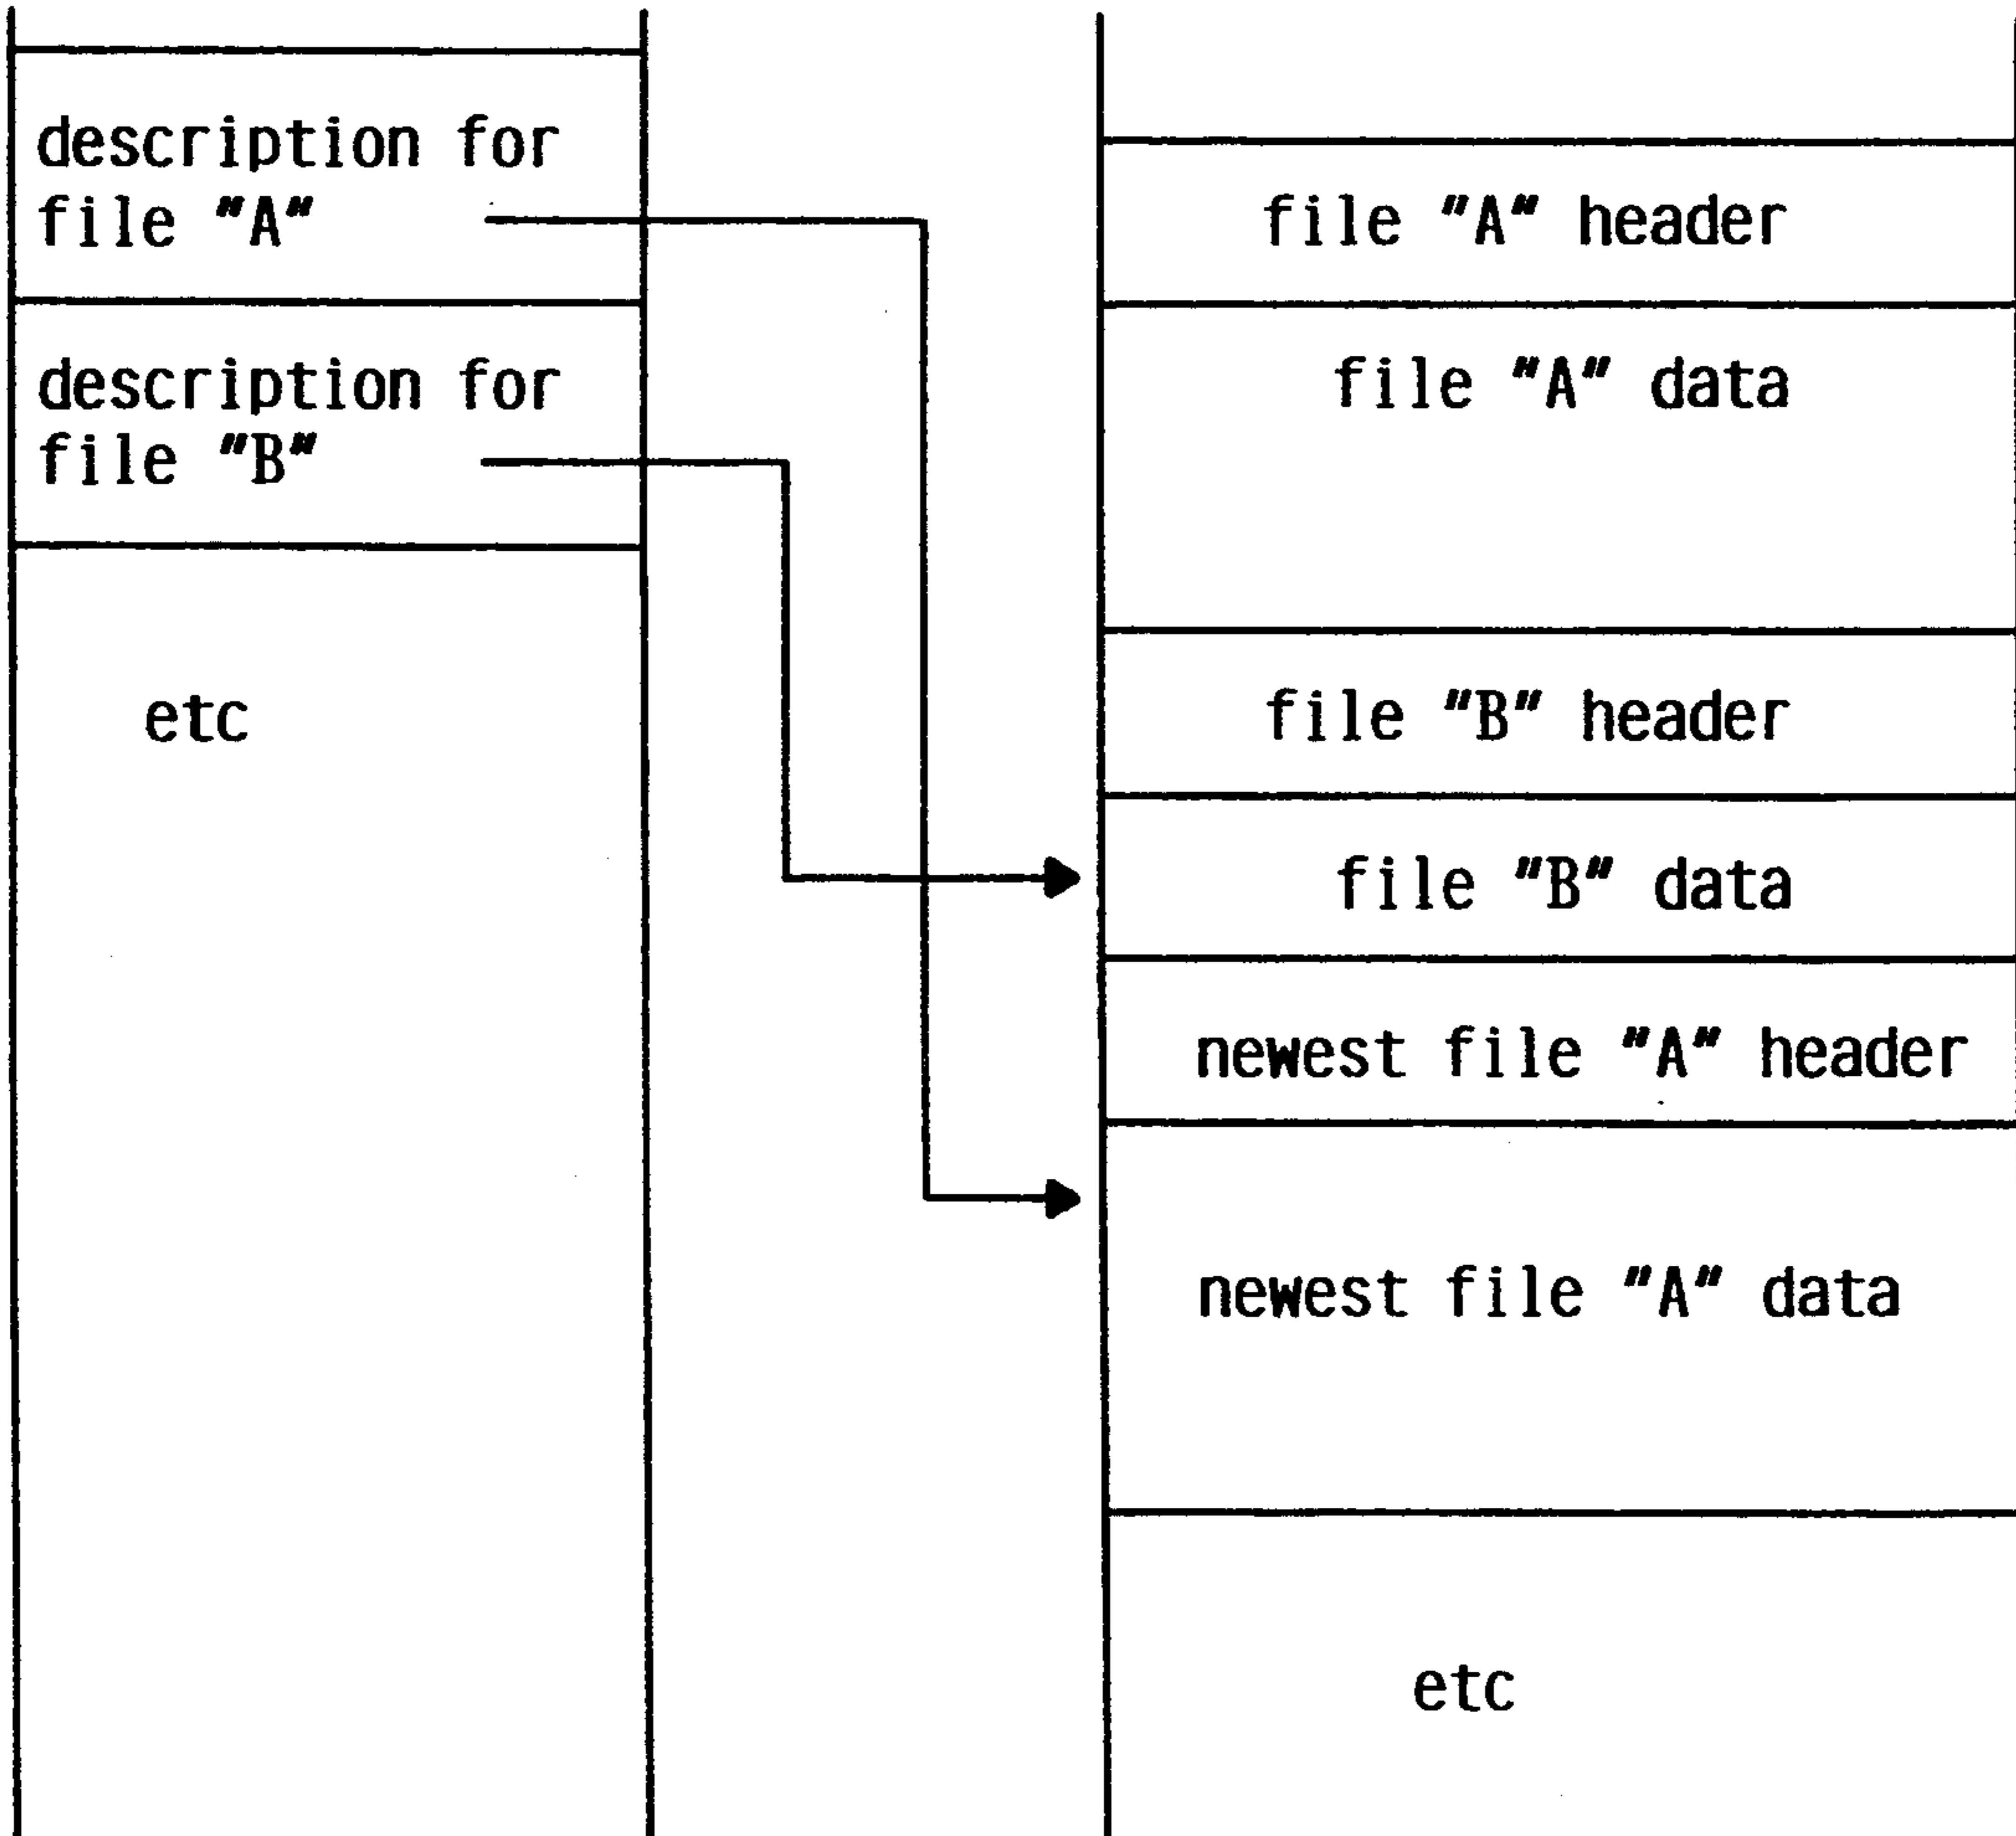 description for
file "A"
description for
file "B"
etc
file "A" header
file "A" data
file "B" header
file "B" data
newest file "A" header
newest file "A" data
etc